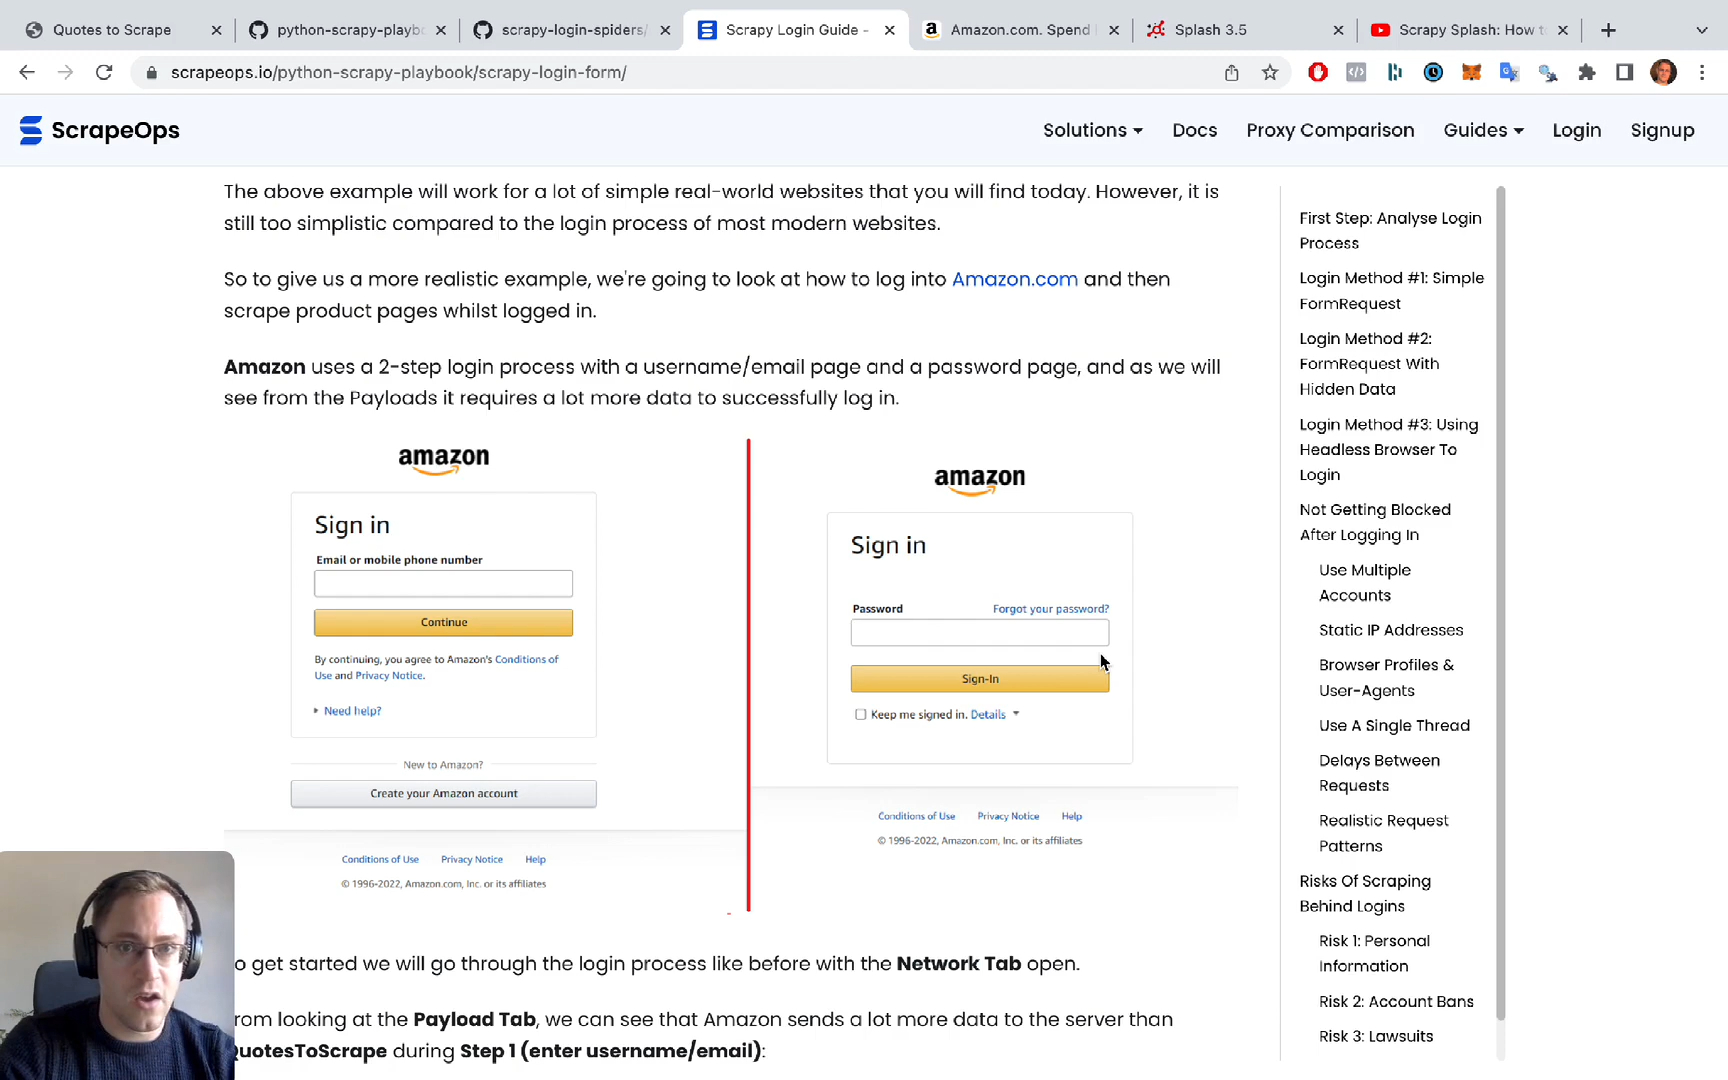 Quotes to Scrape
python-scrapy-playbo
scrapy-login-spiders/
Scrapy Login Guide -
Amazon.com. Spend
Splash 3.5
Scrapy Splash: How to
scrapeops.io/python-scrapy-playbook/scrapy-login-form/
ScrapeOps
Solutions
Docs
Proxy Comparison
Guides
Login
Signup
The above example will work for a lot of simple real-world websites that you will find today. However, it is
still too simplistic compared to the login process of most modern websites.
So to give us a more realistic example, we're going to look at how to log into Amazon.com and then
scrape product pages whilst logged in.
Amazon uses a 2-step login process with a username/email page and a password page, and as we will
see from the Payloads it requires a lot more data to successfully log in.
amazon
Sign in
Email or mobile phone number
Continue
By continuing, you agree to Amazon's Conditions of
Use and Privacy Notice.
Need help?
New to Amazon?
Create your Amazon account
Conditions of Use Privacy Notice Help
© 1996-2022, Amazon.com, Inc. or its affiliates
amazon
Sign in
Password Forgot your password?
Sign-In
Keep me signed in. Details
Conditions of Use Privacy Notice Help
© 1996-2022, Amazon.com, Inc. or its affiliates
o get started we will go through the login process like before with the Network Tab open.
rom looking at the Payload Tab, we can see that Amazon sends a lot more data to the server than
QuotesToScrape during Step 1 (enter username/email):
First Step: Analyse Login
Process
Login Method #1: Simple
FormRequest
Login Method #2:
FormRequest With
Hidden Data
Login Method #3: Using
Headless Browser To
Login
Not Getting Blocked
After Logging In
Use Multiple
Accounts
Static IP Addresses
Browser Profiles &
User-Agents
Use A Single Thread
Delays Between
Requests
Realistic Request
Patterns
Risks Of Scraping
Behind Logins
Risk 1: Personal
Information
Risk 2: Account Bans
Risk 3: Lawsuits